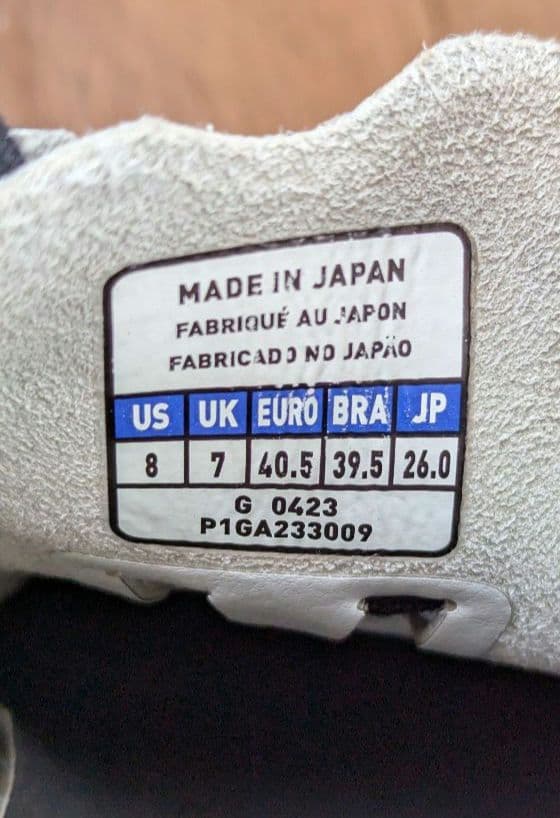 MADE IN JAPAN
FABRIQUÉ AU JAPON
FABRICADO NO JAPÃO
US UK EURO BRA JP
8 7 40.5 39.5 26.0
G 0423
P1GA233009